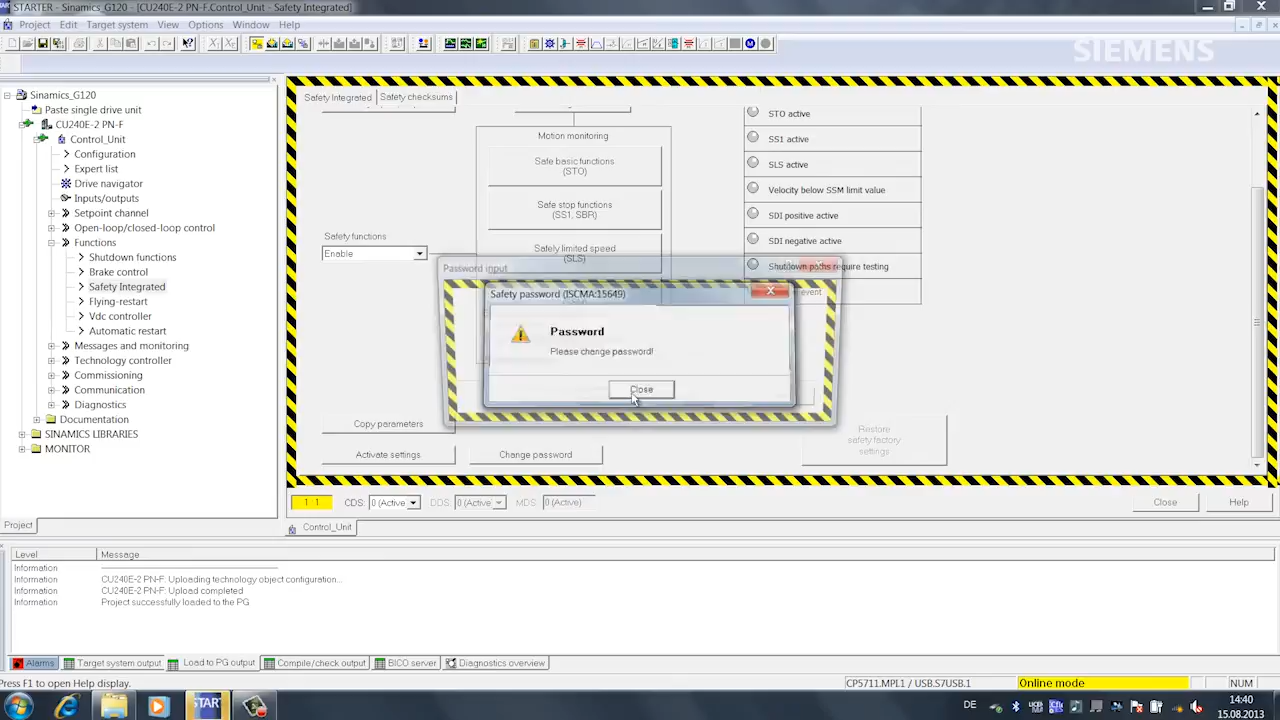 STARTER - Sinamics_G120 - [CU240E-2 PN-F.Control_Unit - Safety Integrated]
Project Edit Target system View Options Window Help
SIEMENS
Sinamics_G120
Paste single drive unit
CU240E-2 PN-F
Control_Unit
Configuration
Expert list
Drive navigator
Inputs/outputs
Setpoint channel
Open-loop/closed-loop control
Functions
Shutdown functions
Brake control
Safety Integrated
Flying-restart
Vdc controller
Automatic restart
Messages and monitoring
Technology controller
Commissioning
Communication
Diagnostics
Documentation
SINAMICS LIBRARIES
MONITOR
Project
Safety Integrated
Safety checksums
Motion monitoring
Safe basic functions
(STO)
Safe stop functions
(SS1, SBR)
Safely limited speed
(SLS)
Safety functions
Enable
STO active
SS1 active
SLS active
Velocity below SSM limit value
SDI positive active
SDI negative active
Shutdown paths require testing
event
Password input
Safety password (ISCMA:15649)
Password
Please change password!
Close
Copy parameters
Activate settings
Change password
Restore
safety factory
settings
1 1 CDS: 0 (Active) DDS: 0 (Active) MDS: 0 (Active)
Close
Help
Control_Unit
Level Message
Information
Information CU240E-2 PN-F: Uploading technology object configuration...
Information CU240E-2 PN-F: Upload completed
Information Project successfully loaded to the PG
Alarms Target system output Load to PG output Compile/check output BICO server Diagnostics overview
Press F1 to open Help display.
CP5711.MPI.1 / USB.S7USB.1
Online mode
NUM
START
DE
14:40
15.08.2013